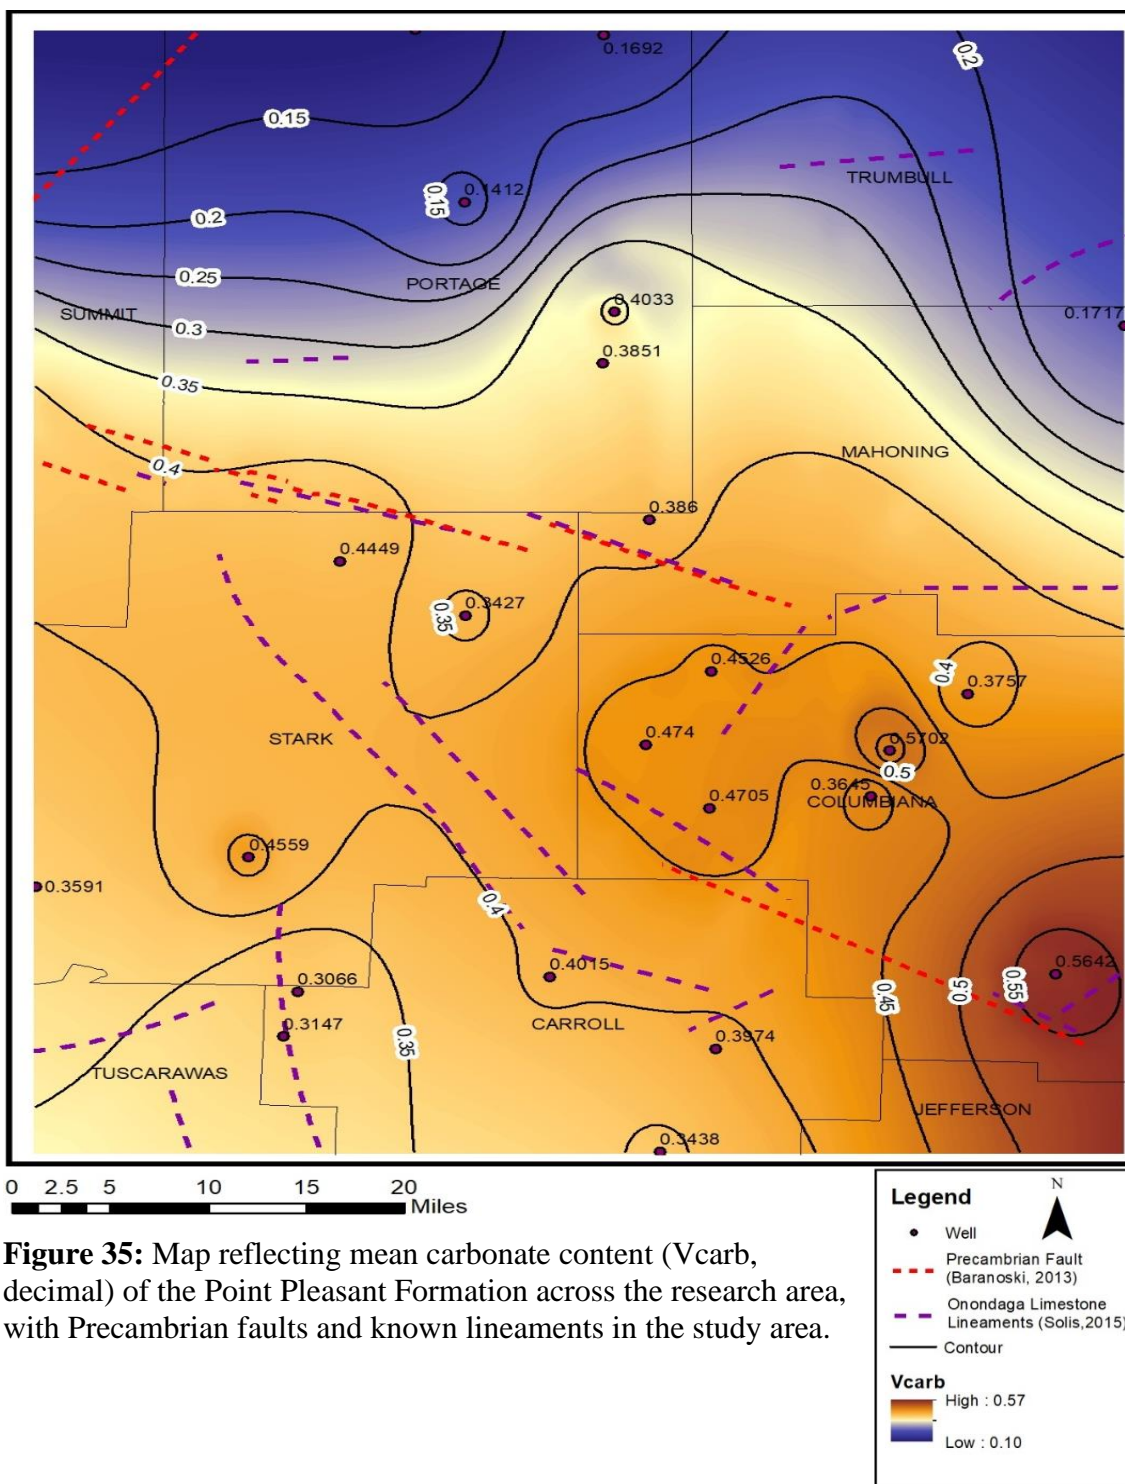 0.1692
0.2
0.15
TRUMBULL
0.15
0.1412
0.2
0.25
PORTAGE
0.4033
SUMMIT
0.1717
0.3
0.3851
0.35
MAHONING
0.4
0.386
0.4449
0.3427
0.35
0.4526
0.4
0.3757
STARK
0.474
0.5702
0.5
0.3645
COLUMBIANA
0.4705
0.4559
0.3591
0.4
0.4015
0.5642
0.55
0.5
0.45
0.3066
0.3147
CARROLL
0.35
0.3974
TUSCARAWAS
JEFFERSON
0.3438
0 2.5 5 10 15 20
Miles
Figure 35: Map reflecting mean carbonate content (Vcarb,
decimal) of the Point Pleasant Formation across the research area,
with Precambrian faults and known lineaments in the study area.
Legend
N
Well
Precambrian Fault
(Baranoski, 2013)
Onondaga Limestone
Lineaments (Solis,2015)
Contour
Vcarb
High : 0.57
Low : 0.10